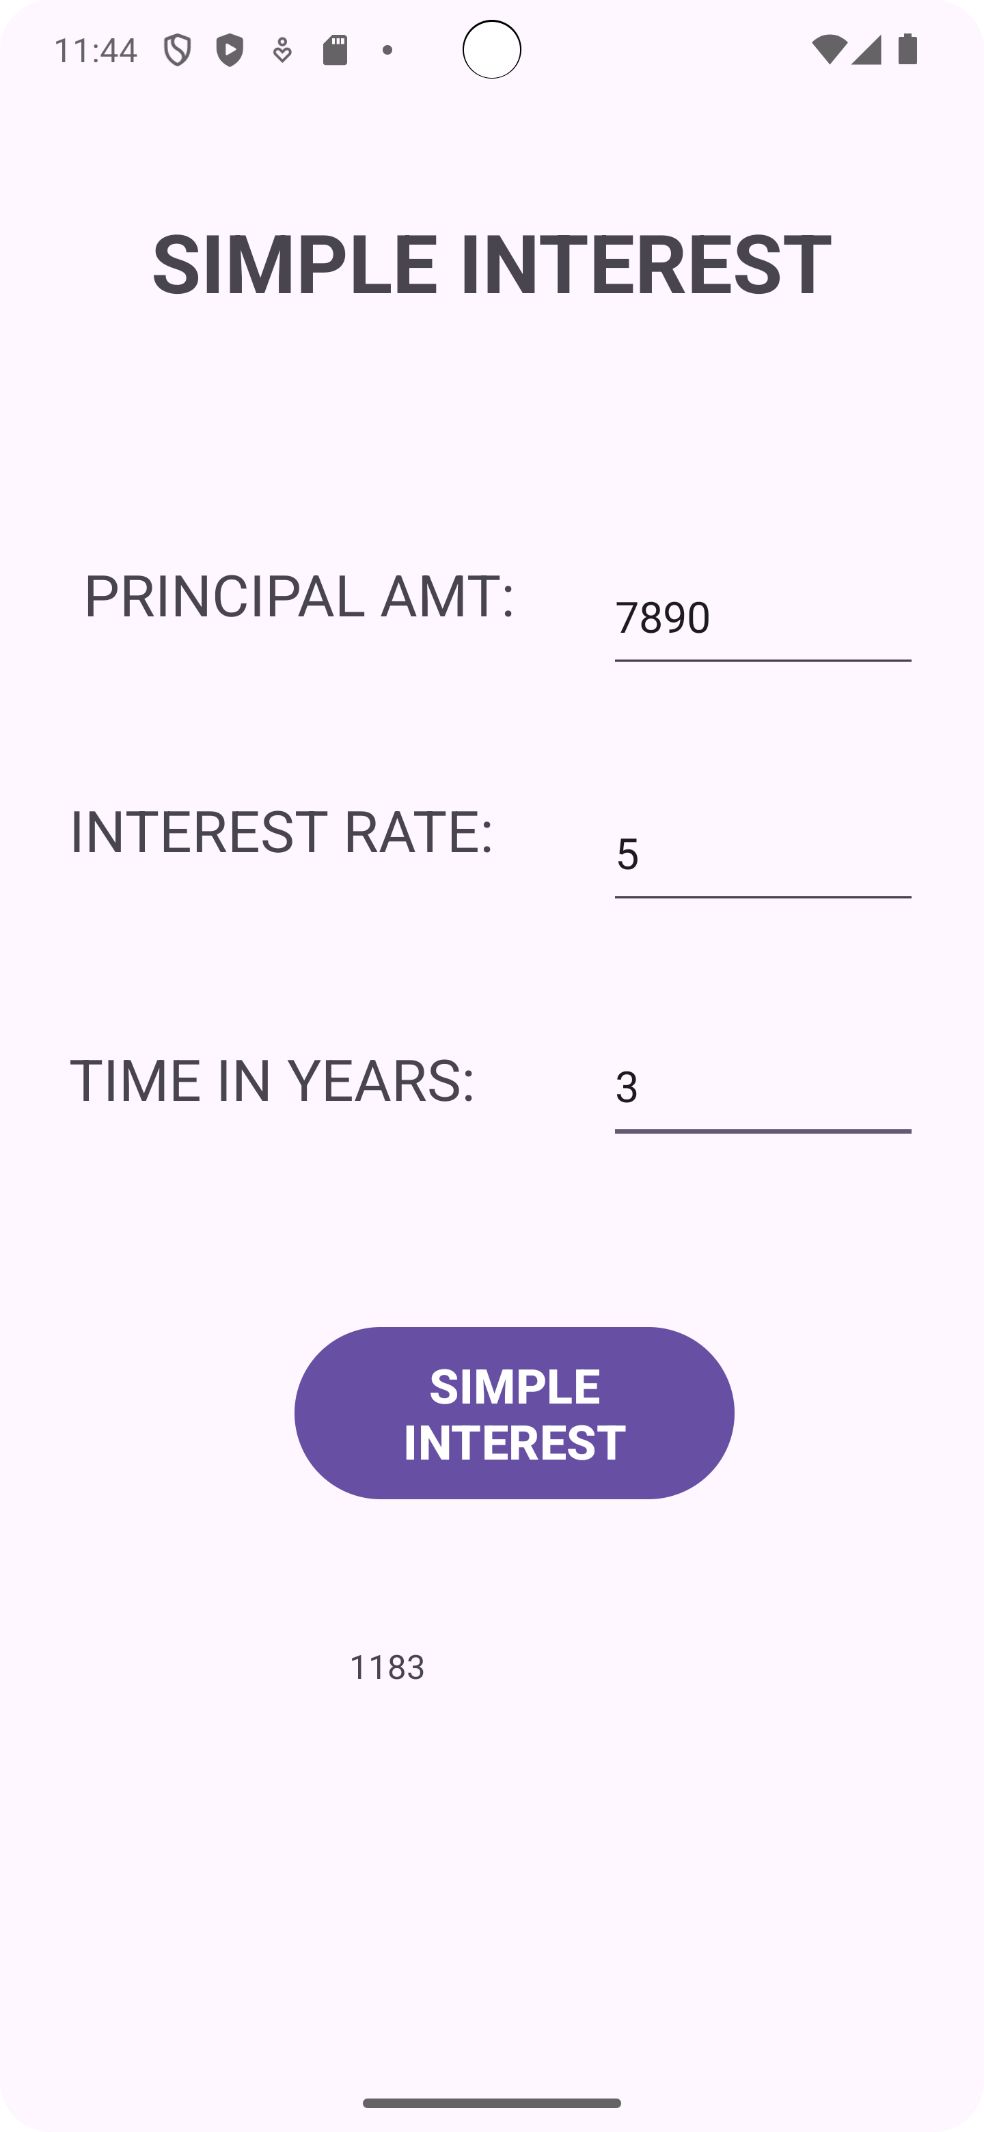 11:44
SIMPLE INTEREST
PRINCIPAL AMT:
7890
INTEREST RATE:
5
TIME IN YEARS:
3
SIMPLE
INTEREST
1183